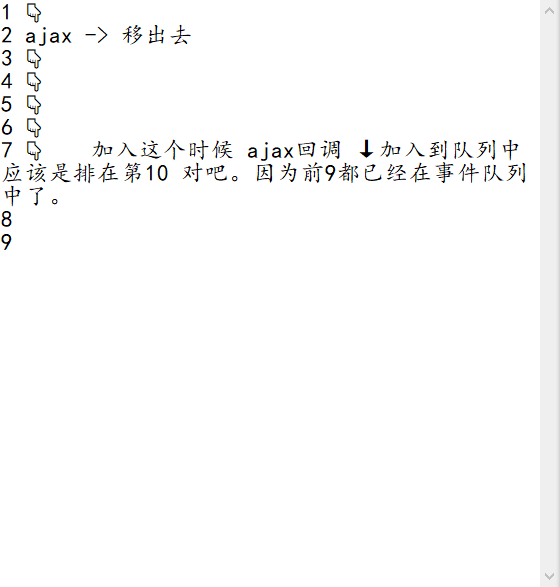 1 👇
2 ajax -> 移出去
3 👇
4 👇
5 👇
6 👇
7 👇    加入这个时候 ajax回调 ↓加入到队列中
应该是排在第10 对吧。因为前9都已经在事件队列
中了。
8
9